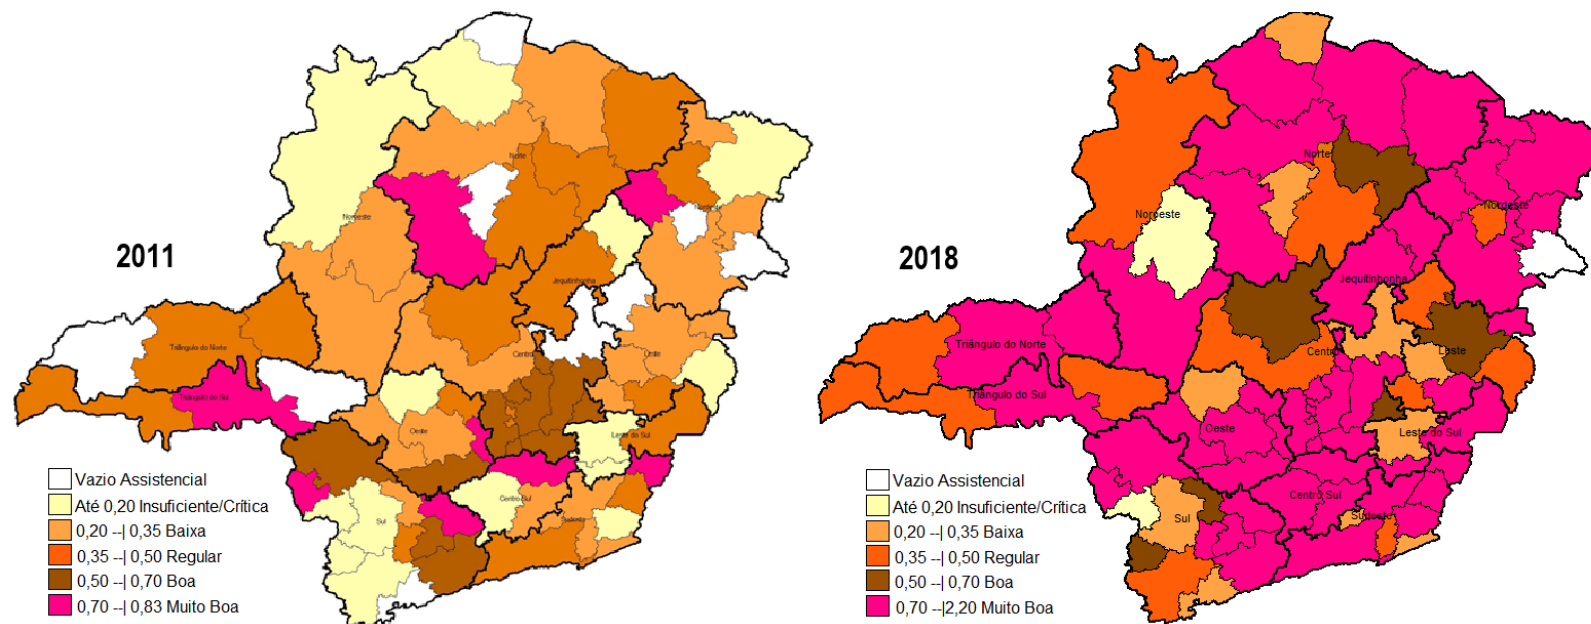 2011
Norte
Noroeste
Nordeste
Jequitinhonha
Triângulo do Norte
Centro
Leste
Triângulo do Sul
Oeste
Leste do Sul
Centro Sul
Sul
Sudeste
Vazio Assistencial
Até 0,20 Insuficiente/Crítica
0,20 --| 0,35 Baixa
0,35 --| 0,50 Regular
0,50 --| 0,70 Boa
0,70 --| 0,83 Muito Boa
2018
Norte
Nordeste
Noroeste
Jequitinhonha
Triângulo do Norte
Centro
Leste
Triângulo do Sul
Oeste
Leste do Sul
Centro Sul
Sudeste
Sul
Vazio Assistencial
Até 0,20 Insuficiente/Crítica
0,20 --| 0,35 Baixa
0,35 --| 0,50 Regular
0,50 --| 0,70 Boa
0,70 --|2,20 Muito Boa